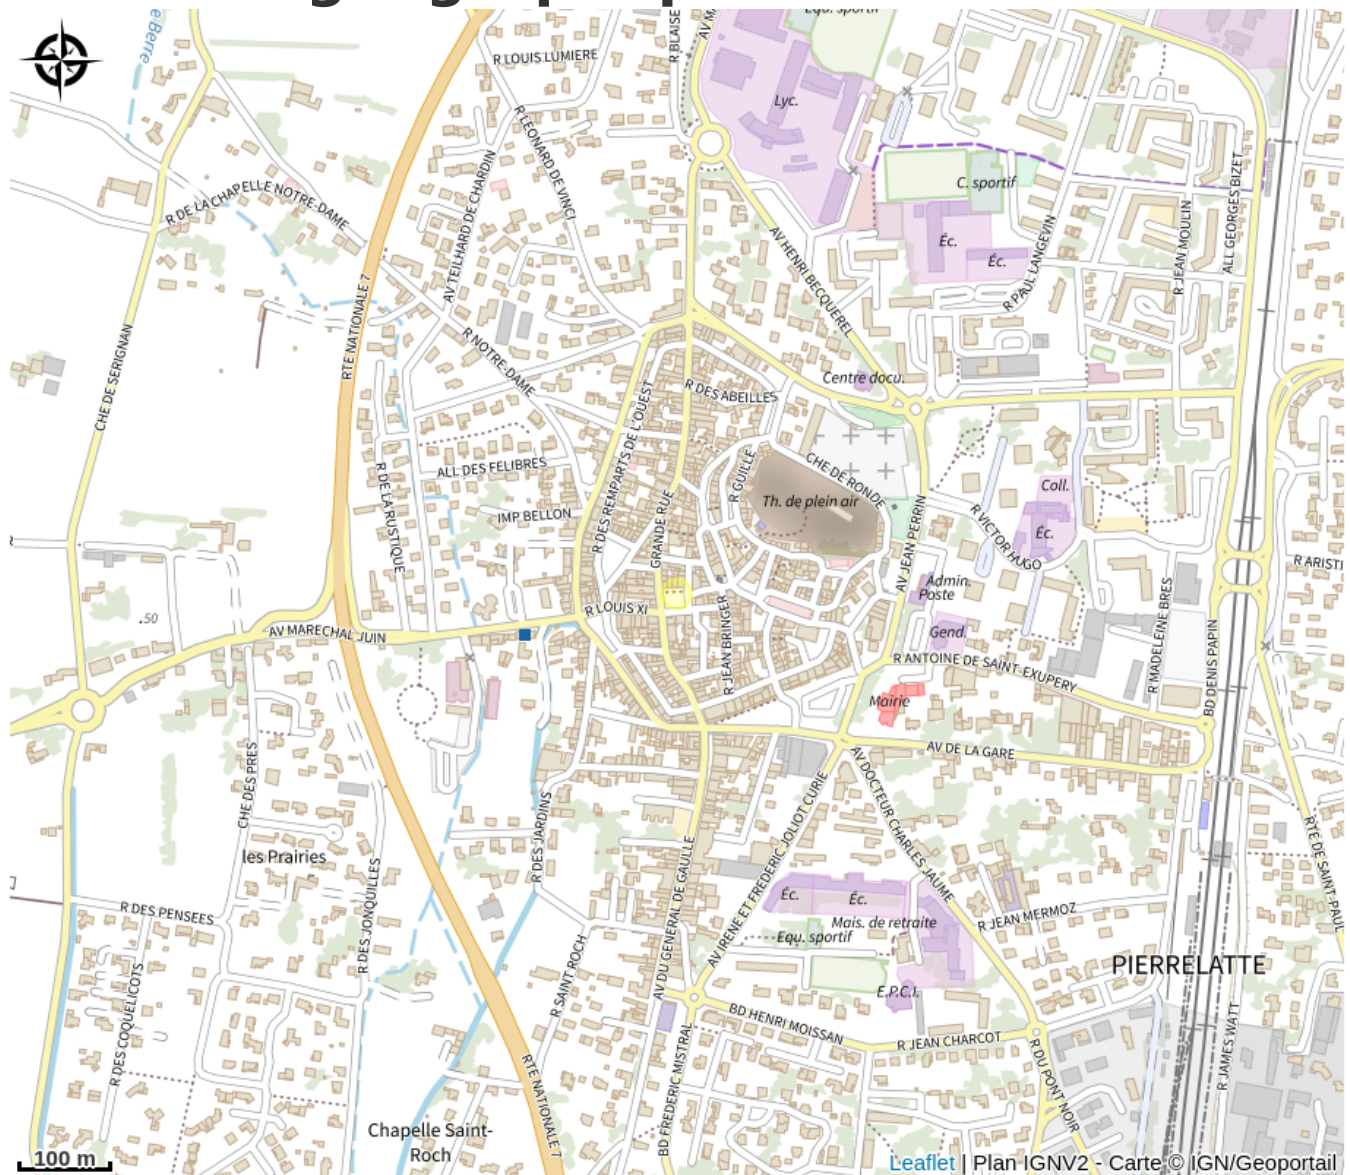 Equ. sportif
Berre
AV M
R BLAISE
R LOUIS LUMIERE
Lyc.
R LEONARD DE VINCI
AV TEILHARD DE CHARDIN
C. sportif
ALL GEORGES BIZET
R DE LA CHAPELLE NOTRE-DAME
R JEAN MOULIN
Éc.
Éc.
R PAUL LANGEVIN
AV HENRI BECQUEREL
RTE NATIONALE 7
CHE DE SERIGNAN
R NOTRE-DAME
Centre docu.
R DES ABEILLES
R DES REMPARTS DE L'OUEST
ALL DES FELIBRES
R GUILLE
CHE DE RONDE
Th. de plein air
Coll.
R DE LA RUSTIQUE
IMP BELLON
GRANDE RUE
AV JEAN PERRIN
R VICTOR HUGO
Éc.
R ARISTI
Admin.
Poste
R MADELEINE BRES
R LOUIS XI
.50
AV MARECHAL JUIN
R JEAN BRINGER
Gend.
R ANTOINE DE SAINT-EXUPERY
BD DENIS PAPIN
Mairie
AV DE LA GARE
CHE DES PRES
R DES JARDINS
AV IRENE ET FREDERIC JOLIOT CURIE
AV DOCTEUR CHARLES JAUME
les Prairies
RTE DE SAINT-PAUL
R DES PENSEES
R DES JONQUILLES
AV DU GENERAL DE GAULLE
Éc.
Éc.
Mais. de retraite
Equ. sportif
R JEAN MERMOZ
R SAINT ROCH
PIERRELATTE
E.P.C.I.
R DES COQUELICOTS
BD HENRI MOISSAN
R JEAN CHARCOT
R JAMES WATT
RTE NATIONALE 7
BD FREDERIC MISTRAL
R DU PONT NOIR
Chapelle Saint-
Roch
100 m
Leaflet | Plan IGNV2 - Carte © IGN/Geoportail